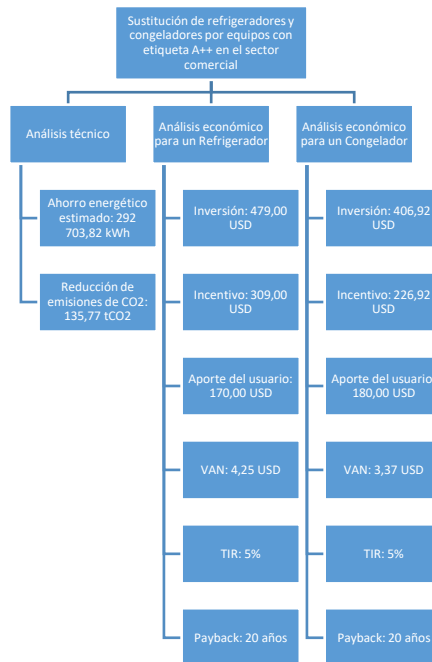 Sustitución de refrigeradores y
congeladores por equipos con
etiqueta A++ en el sector
comercial
Análisis técnico
Ahorro energético
estimado: 292
703,82 kWh
Reducción de
emisiones de CO2:
135,77 tCO2
Análisis económico
para un Refrigerador
Inversión: 479,00
USD
Incentivo: 309,00
USD
Aporte del usuario:
170,00 USD
VAN: 4,25 USD
TIR: 5%
Payback: 20 años
Análisis económico
para un Congelador
Inversión: 406,92
USD
Incentivo: 226,92
USD
Aporte del usuario:
180,00 USD
VAN: 3,37 USD
TIR: 5%
Payback: 20 años